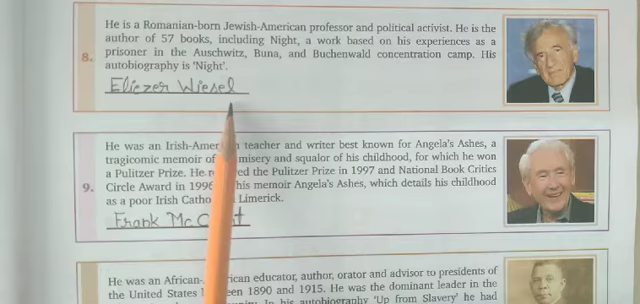 8. He is a Romanian-born Jewish-American professor and political activist. He is the
author of 57 books, including Night, a work based on his experiences as a
prisoner in the Auschwitz, Buna, and Buchenwald concentration camp. His
autobiography is 'Night'.
Eliezer Wiesel
He was an Irish-Amer teacher and writer best known for Angela's Ashes, a
tragicomic memoir of misery and squalor of his childhood, for which he won
a Pulitzer Prize. He ed the Pulitzer Prize in 1997 and National Book Critics
9. Circle Award in 1996 his memoir Angela's Ashes, which details his childhood
as a poor Irish Catho Limerick.
Frank Mc
He was an African- ican educator, author, orator and advisor to presidents of
the United States een 1890 and 1915. He was the dominant leader in the
In his autobiography 'Up from Slavery' he had